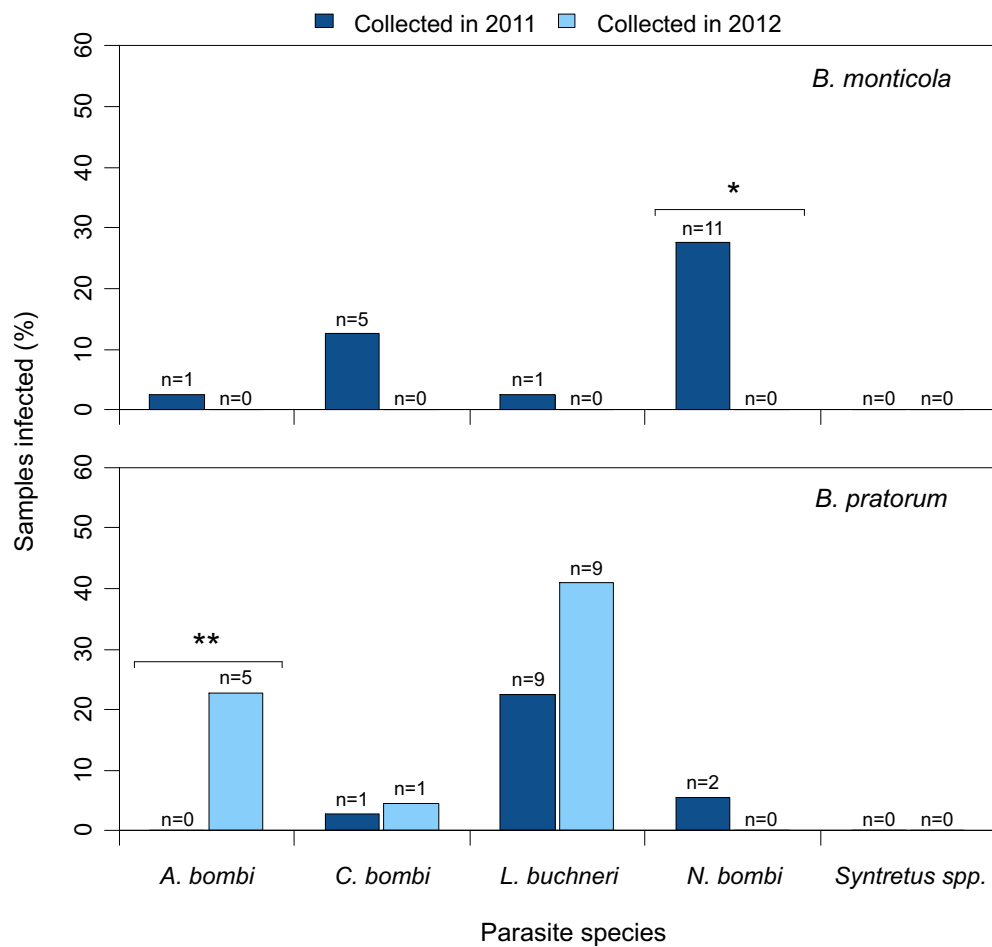 Collected in 2011 Collected in 2012
B. monticola
60
50
40
30
20
10
0
*
n=1 n=0
n=5 n=0
n=1 n=0
n=11 n=0
n=0 n=0
Samples infected (%)
B. pratorum
60
50
40
30
20
10
0
**
n=0 n=5
n=1 n=1
n=9 n=9
n=2 n=0
n=0 n=0
A. bombi C. bombi L. buchneri N. bombi Syntretus spp.
Parasite species